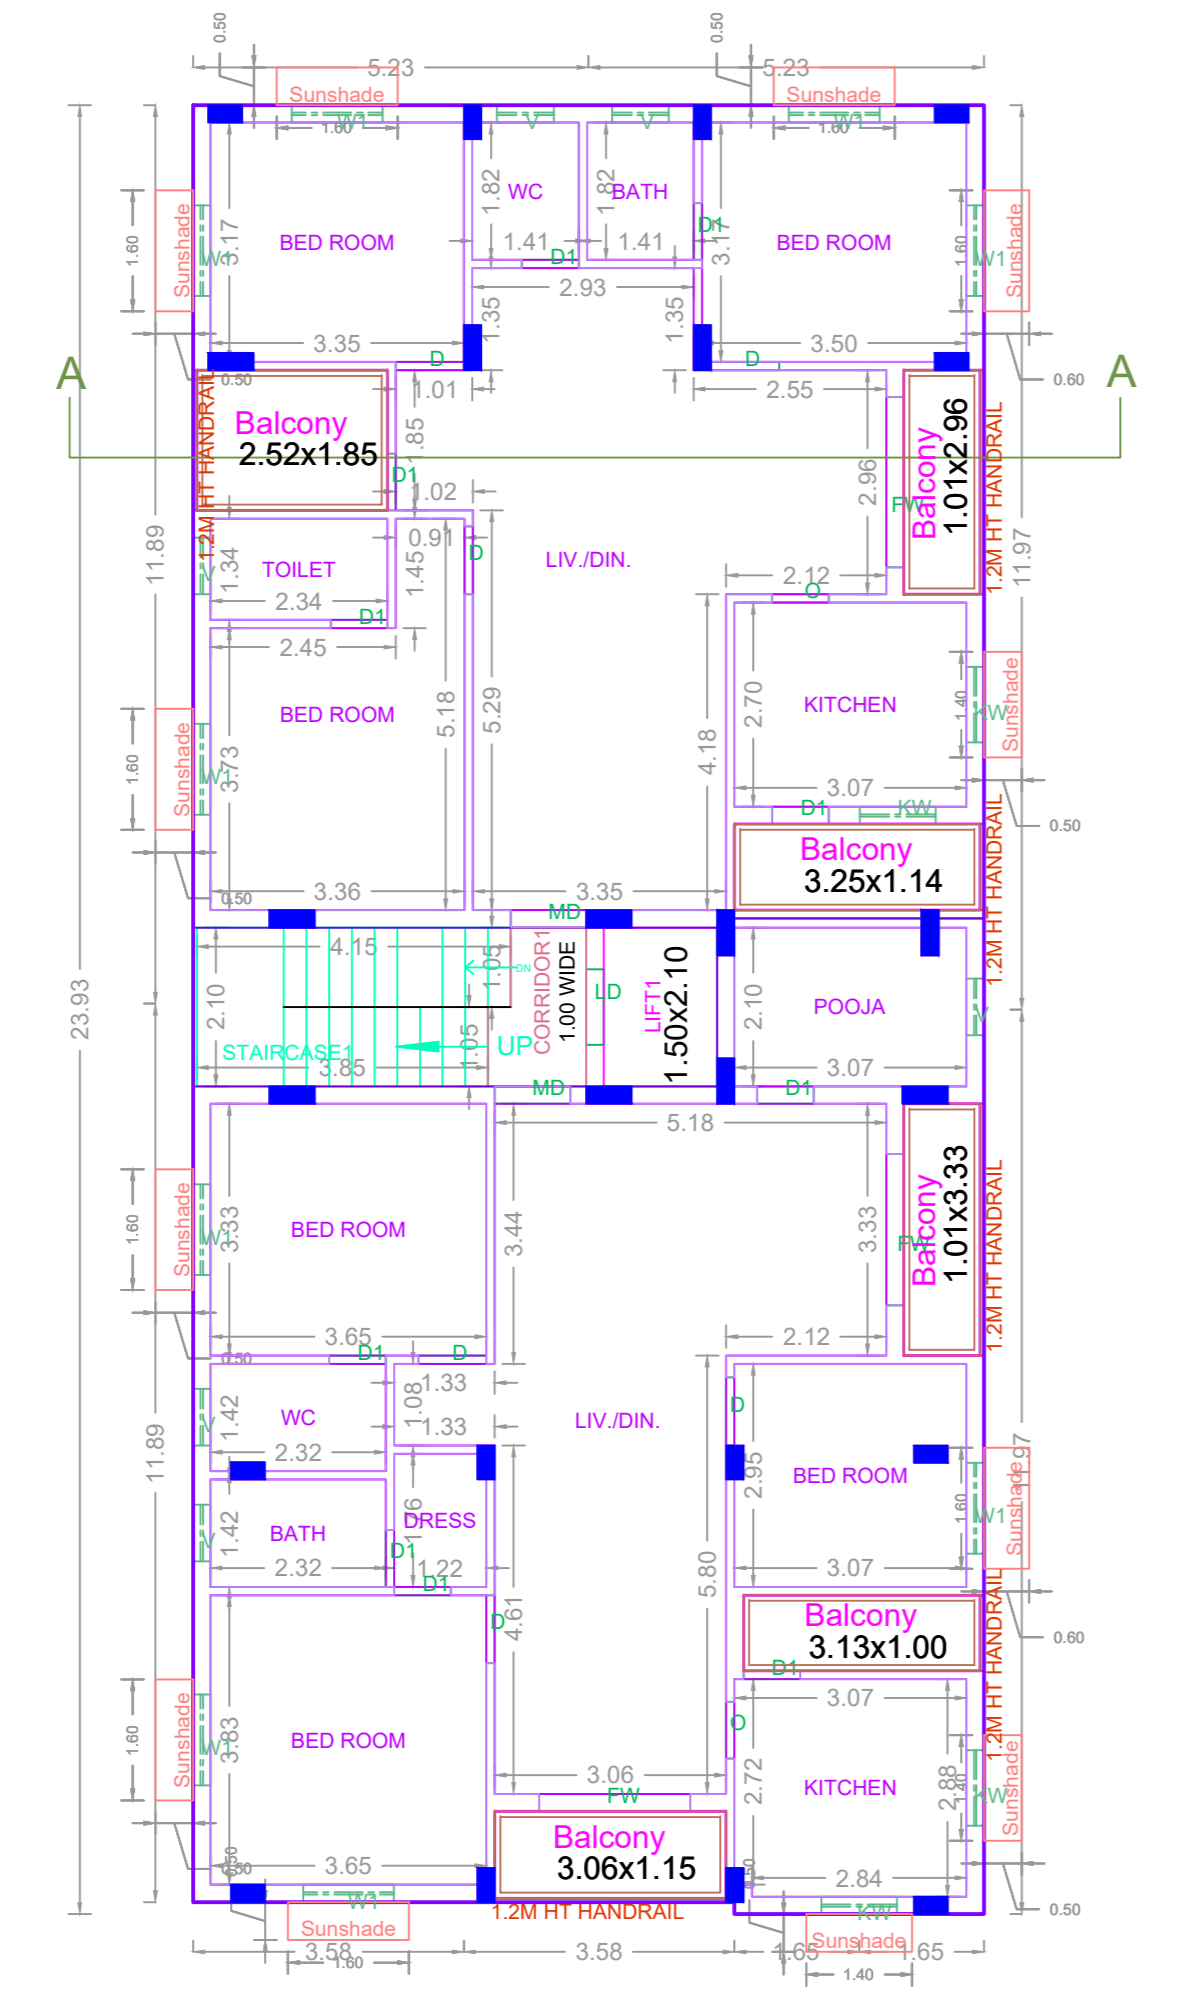 0.50
0.50
5.23
5.23
Sunshade
Sunshade
W1
V
V
W1
1.60
1.60
1.82
1.82
WC
BATH
3.17
3.17
D1
1.60
Sunshade
W1
BED ROOM
1.41
1.41
BED ROOM
1.60
W1
Sunshade
D1
2.93
1.35
1.35
3.35
3.50
D
D
A
A
0.50
0.60
1.01
2.55
Balcony
2.52x1.85
1.2M HT HANDRAIL
1.85
D1
1.02
2.96
FW
Balcony
1.01x2.96
1.2M HT HANDRAIL
11.89
11.97
V
1.34
TOILET
0.91
1.45
D
LIV./DIN.
2.34
2.12
O
D1
2.45
BED ROOM
KITCHEN
2.70
1.40
KW
Sunshade
5.18
5.29
4.18
1.60
Sunshade
W1
3.73
3.07
D1
KW
0.50
Balcony
3.25x1.14
1.2M HT HANDRAIL
0.50
3.36
3.35
MD
4.15
1.05
DN
CORRIDOR1
1.00 WIDE
LD
LIFT1
1.50x2.10
2.10
2.10
POOJA
V
23.93
STAIRCASE1
UP
1.05
3.85
3.07
MD
D1
5.18
3.33
3.44
3.33
FW
Balcony
1.01x3.33
1.2M HT HANDRAIL
1.60
Sunshade
W1
BED ROOM
3.65
2.12
0.50
D1
D
1.33
1.08
D
V
1.42
WC
1.33
LIV./DIN.
2.32
11.89
11.97
2.95
BED ROOM
1.60
W1
Sunshade
V
1.42
BATH
1.76
DRESS
D1
2.32
1.22
3.07
D1
5.80
4.61
D
Balcony
3.13x1.00
1.2M HT HANDRAIL
0.60
D1
3.07
O
1.60
Sunshade
W1
3.83
BED ROOM
3.06
2.72
KITCHEN
2.88
1.40
KW
Sunshade
FW
Balcony
3.06x1.15
0.50
0.50
3.65
0.50
2.84
W1
1.2M HT HANDRAIL
KW
0.50
Sunshade
Sunshade
3.58
3.58
1.65
1.65
1.60
1.40